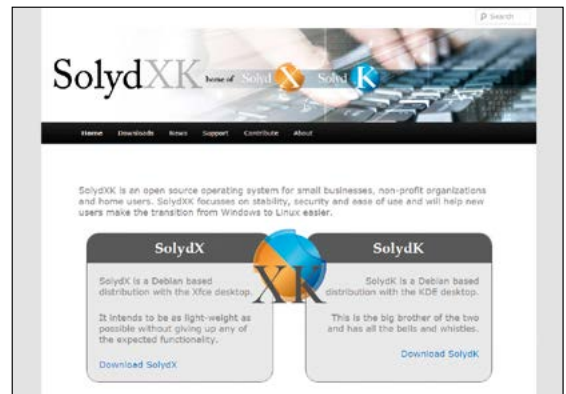 Search
SolydXK home of Solyd X Solyd K
Home Downloads News Support Contribute About
SolydXK is an open source operating system for small businesses, non-profit organizations
and home users. SolydXK focusses on stability, security and ease of use and will help new
users make the transition from Windows to Linux easier.
SolydX
SolydX is a Debian based
distribution with the Xfce desktop.
It intends to be as light-weight as
possible without giving up any of
the expected functionality.
Download SolydX
XK
SolydK
SolydK is a Debian based
distribution with the KDE desktop.
This is the big brother of the two
and has all the bells and whistles.
Download SolydK